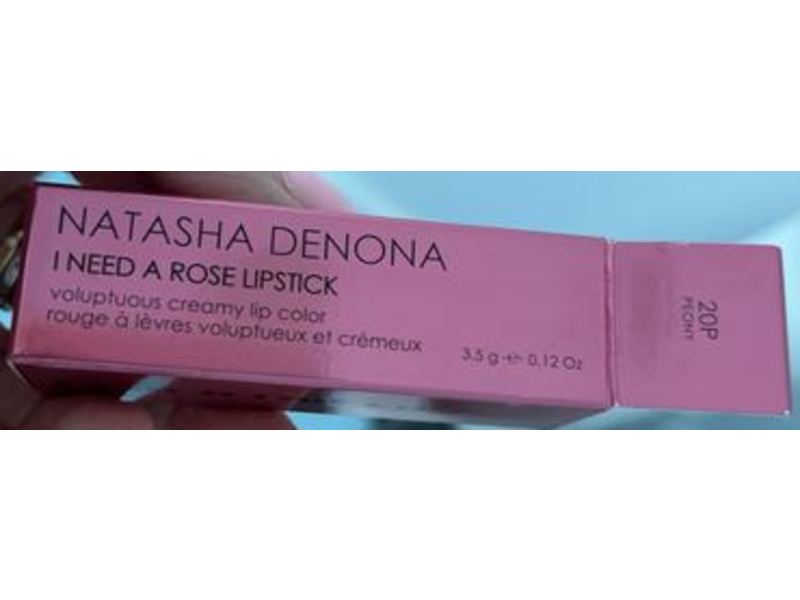 NATASHA DENONA
I NEED A ROSE LIPSTICK
voluptuous creamy lip color
rouge à lèvres voluptueux et crémeux
3.5 g ℮ 0.12 Oz
20P
PEONY